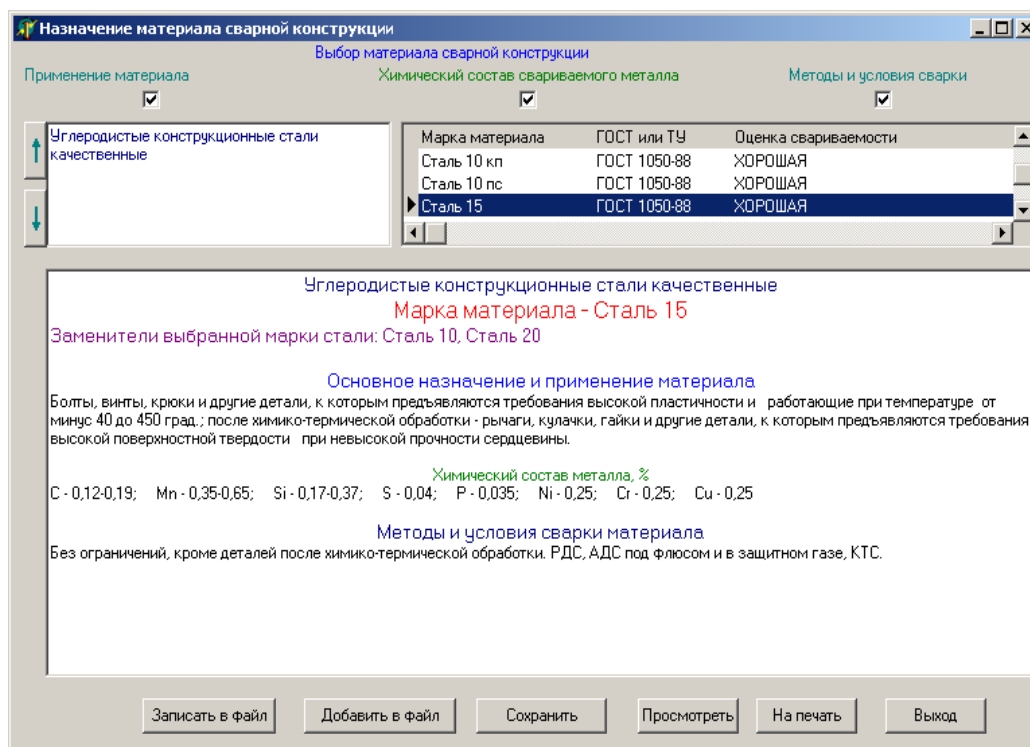 Назначение материала сварной конструкции
Выбор материала сварной конструкции
Применение материала
Химический состав свариваемого металла
Методы и условия сварки
Углеродистые конструкционные стали
качественные
Марка материала ГОСТ или ТУ Оценка свариваемости
Сталь 10 кп ГОСТ 1050-88 ХОРОШАЯ
Сталь 10 пс ГОСТ 1050-88 ХОРОШАЯ
Сталь 15 ГОСТ 1050-88 ХОРОШАЯ
Углеродистые конструкционные стали качественные
Марка материала - Сталь 15
Заменители выбранной марки стали: Сталь 10, Сталь 20
Основное назначение и применение материала
Болты, винты, крюки и другие детали, к которым предъявляются требования высокой пластичности и работающие при температуре от
минус 40 до 450 град.; после химико-термической обработки - рычаги, кулачки, гайки и другие детали, к которым предъявляются требования
высокой поверхностной твердости при невысокой прочности сердцевины.
Химический состав металла, %
C - 0,12-0,19; Mn - 0,35-0,65; Si - 0,17-0,37; S - 0,04; P - 0,035; Ni - 0,25; Cr - 0,25; Cu - 0,25
Методы и условия сварки материала
Без ограничений, кроме деталей после химико-термической обработки. РДС, АДС под флюсом и в защитном газе, КТС.
Записать в файл
Добавить в файл
Сохранить
Просмотреть
На печать
Выход